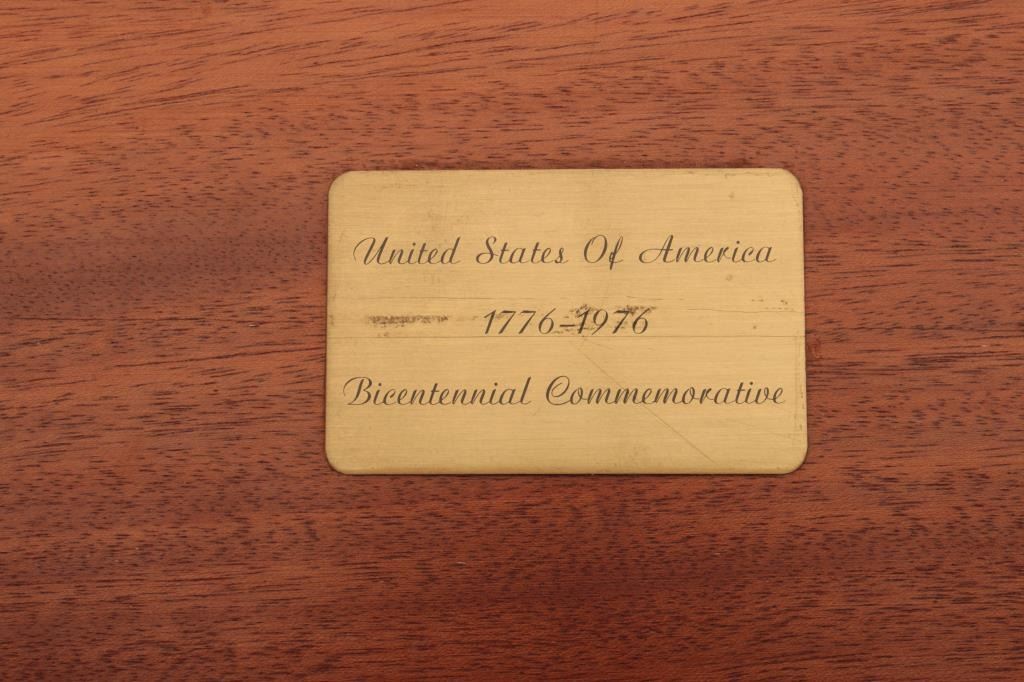 United States Of America
1776-1976
Bicentennial Commemorative